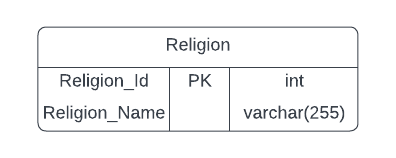 Religion
Religion_Id PK int
Religion_Name varchar(255)